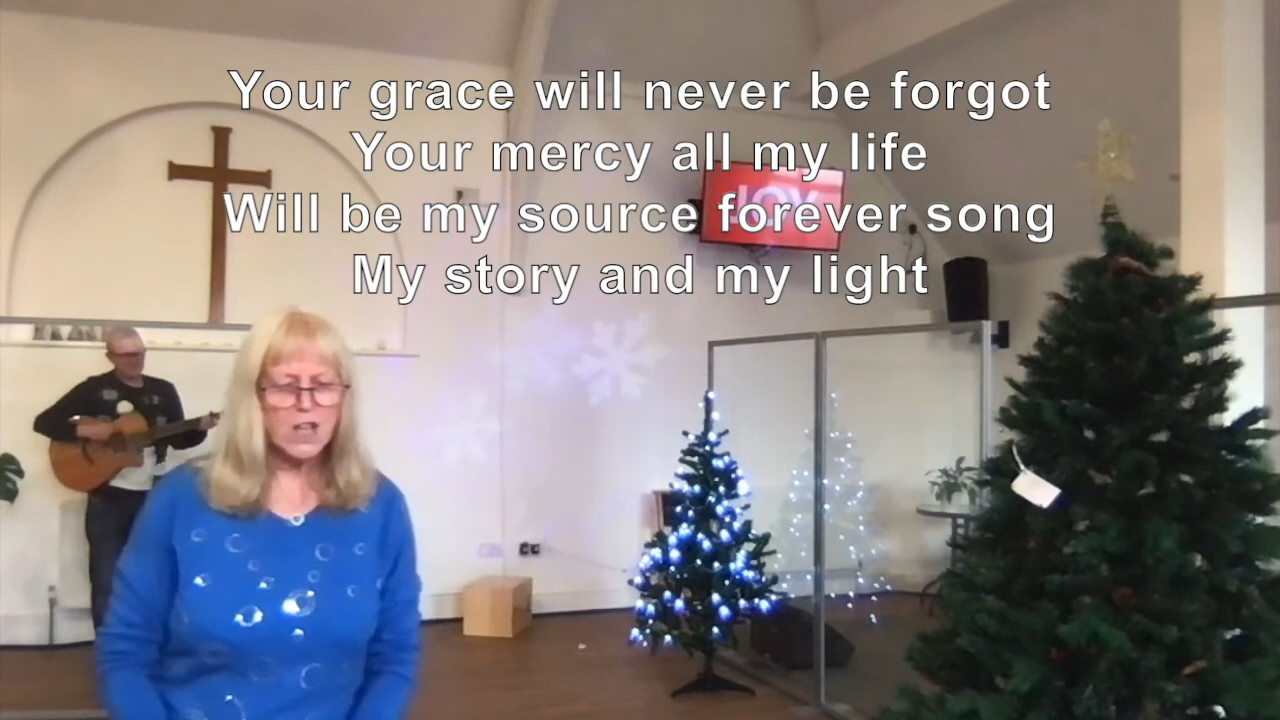 Your grace will never be forgot
Your mercy all my life
JOY
Will be my source forever song
My story and my light